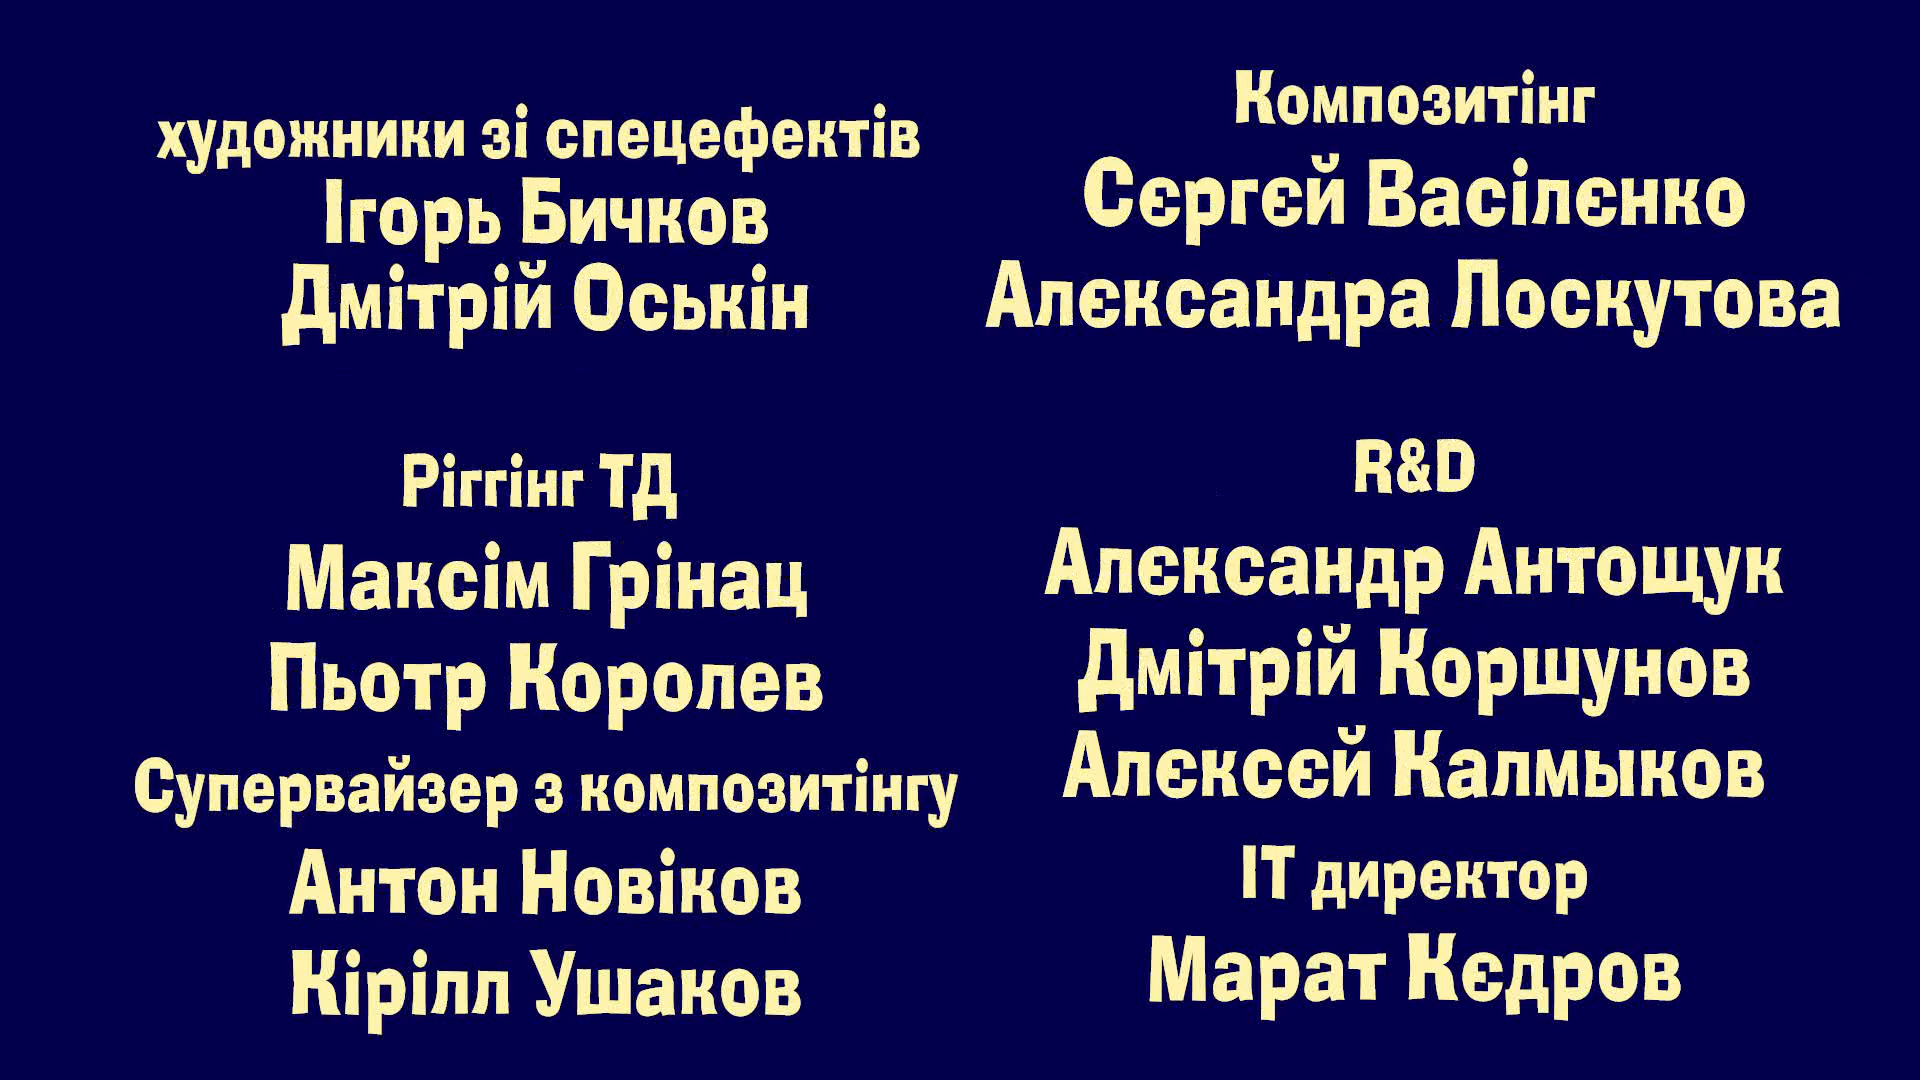 художники зі спецефектів
Ігорь Бичков
Дмітрій Оськін
Ріггінг ТД
Максім Грінац
Пьотр Королев
Супервайзер з композитінгу
Антон Новіков
Кірілл Ушаков
Композитінг
Сєргєй Васілєнко
Алєксандра Лоскутова
R&D
Алєксандр Антощук
Дмітрій Коршунов
Алєксєй Калмыков
ІТ директор
Марат Кєдров